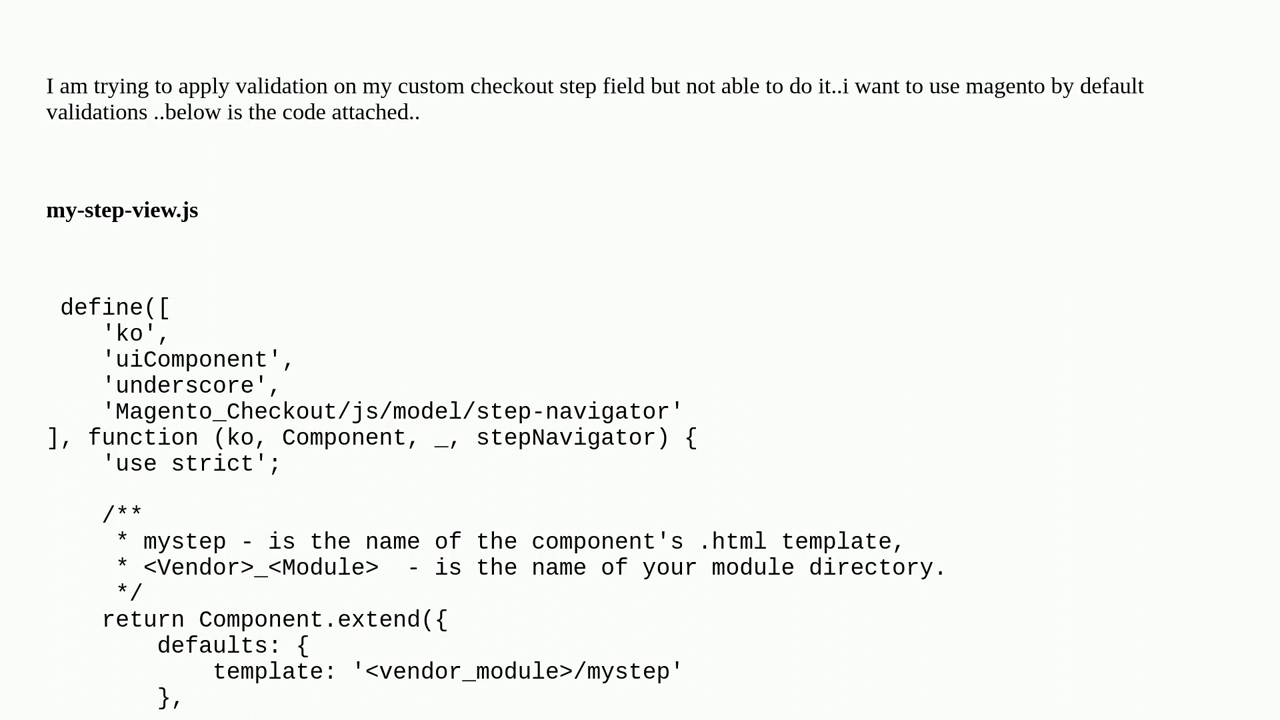 I am trying to apply validation on my custom checkout step field but not able to do it..i want to use magento by default
validations ..below is the code attached..
my-step-view.js
define([
    'ko',
    'uiComponent',
    'underscore',
    'Magento_Checkout/js/model/step-navigator'
], function (ko, Component, _, stepNavigator) {
    'use strict';
    /**
     * mystep - is the name of the component's .html template,
     * <Vendor>_<Module>  - is the name of your module directory.
     */
    return Component.extend({
        defaults: {
            template: '<vendor_module>/mystep'
        },